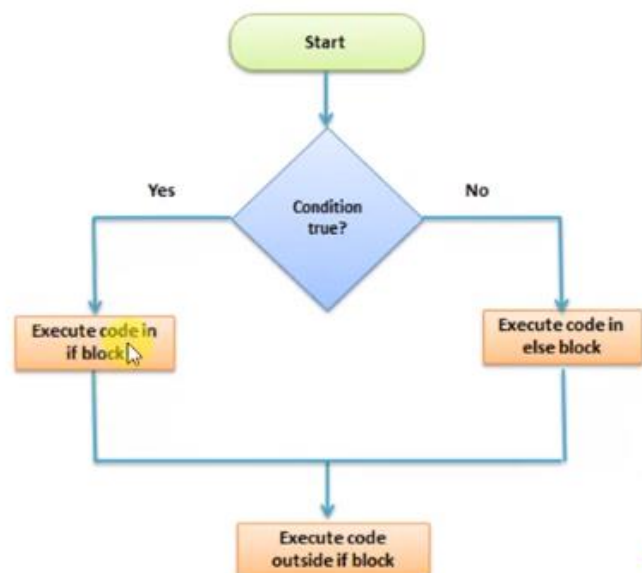 Start
Yes
No
Condition
true?
Execute code in
if block
Execute code in
else block
Execute code
outside if block